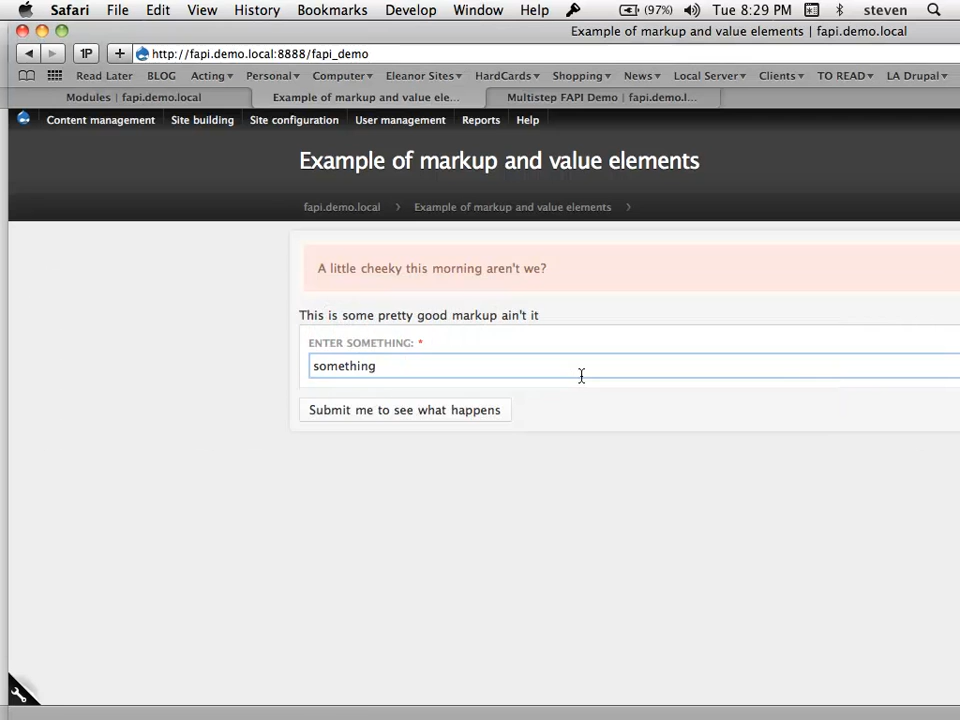 Safari File Edit View History Bookmarks Develop Window Help (97%) Tue 8:29 PM steven
Example of markup and value elements | fapi.demo.local
1P + http://fapi.demo.local:8888/fapi_demo
Read Later BLOG Acting Personal Computer Eleanor Sites HardCards Shopping News Local Server Clients TO READ LA Drupal
Modules | fapi.demo.local Example of markup and value ele... Multistep FAPI Demo | fapi.demo.l...
Content management Site building Site configuration User management Reports Help
Example of markup and value elements
fapi.demo.local > Example of markup and value elements >
A little cheeky this morning aren't we?
This is some pretty good markup ain't it
ENTER SOMETHING: *
something
Submit me to see what happens